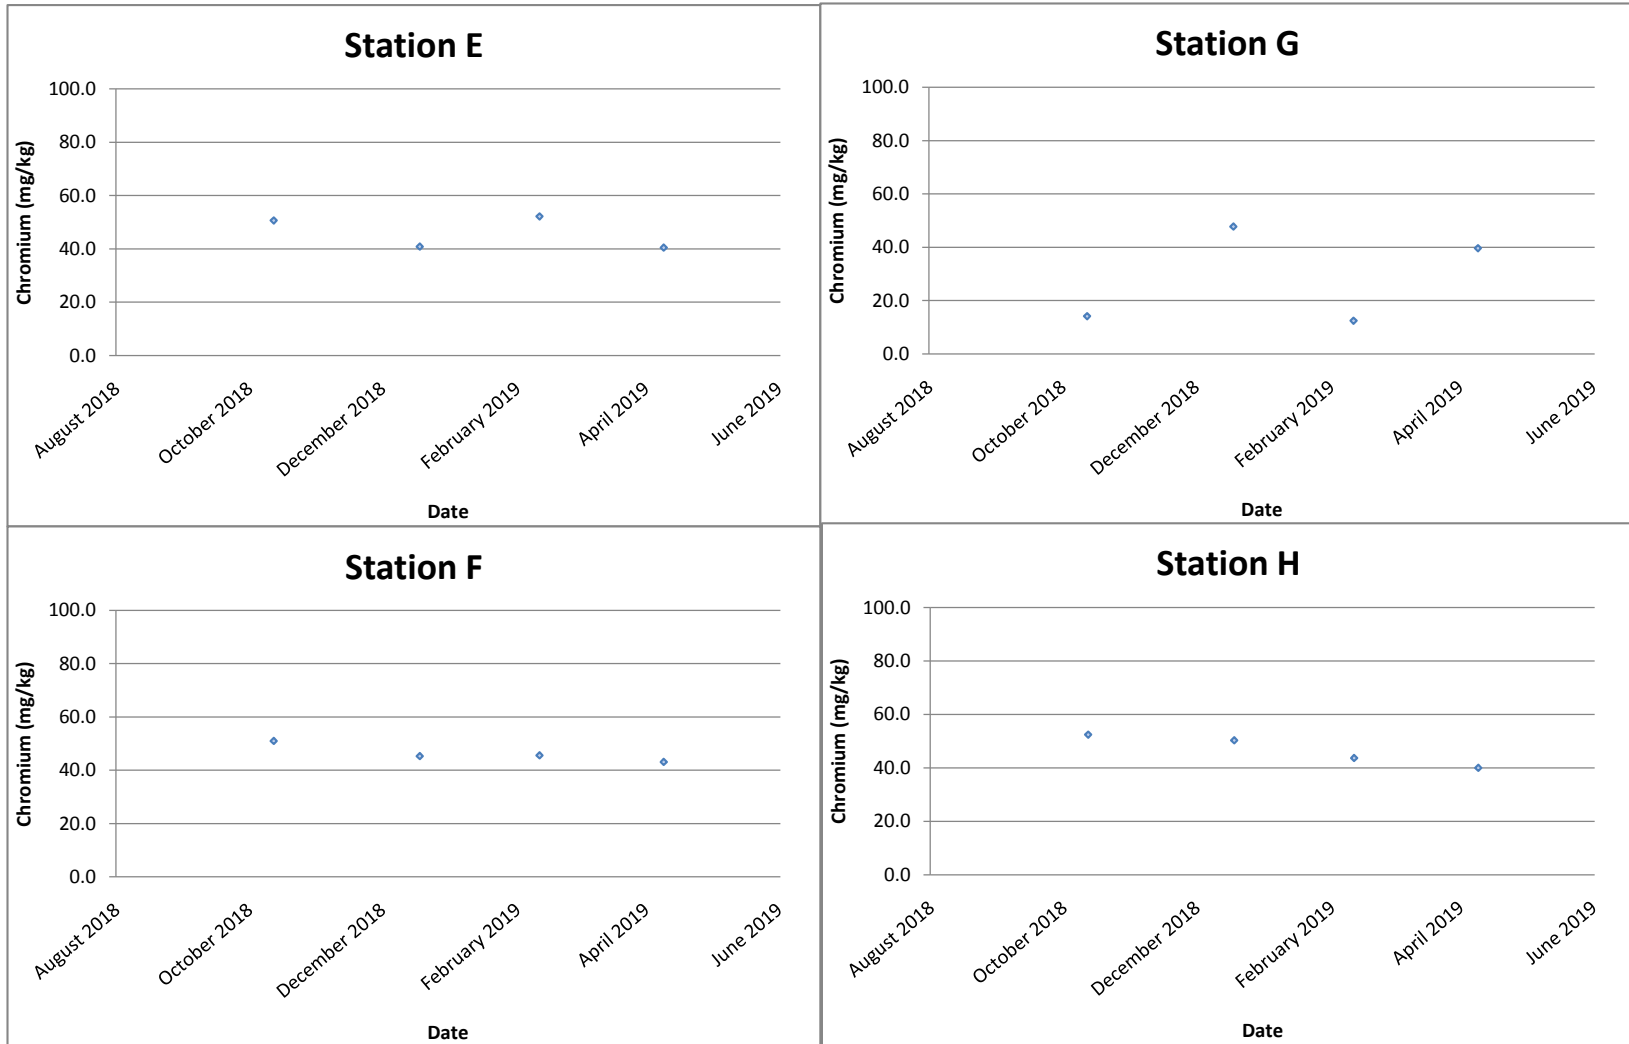 Station E
100.0
80.0
60.0
40.0
20.0
0.0
Chromium (mg/kg)
August 2018
October 2018
December 2018
February 2019
April 2019
June 2019
Date
Station G
100.0
80.0
60.0
40.0
20.0
0.0
Chromium (mg/kg)
August 2018
October 2018
December 2018
February 2019
April 2019
June 2019
Date
Station F
100.0
80.0
60.0
40.0
20.0
0.0
Chromium (mg/kg)
August 2018
October 2018
December 2018
February 2019
April 2019
June 2019
Date
Station H
100.0
80.0
60.0
40.0
20.0
0.0
Chromium (mg/kg)
August 2018
October 2018
December 2018
February 2019
April 2019
June 2019
Date